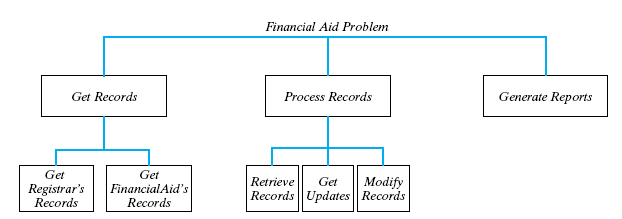 Financial Aid Problem
Get Records
Process Records
Generate Reports
Get
Registrar's
Records
Get
FinancialAid's
Records
Retrieve
Records
Get
Updates
Modify
Records